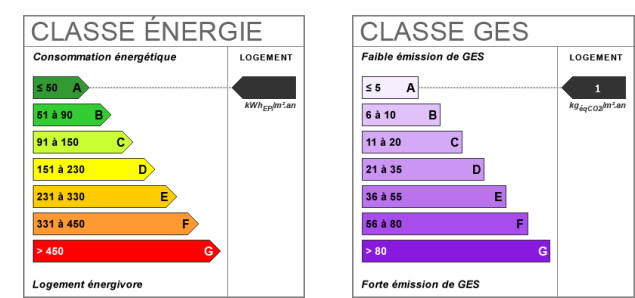 CLASSE ÉNERGIE
Consommation énergétique
LOGEMENT
≤ 50 A
51 à 90 B
91 à 150 C
151 à 230 D
231 à 330 E
331 à 450 F
> 450 G
kWhEP/m².an
Logement énergivore
CLASSE GES
Faible émission de GES
LOGEMENT
≤ 5 A
1
6 à 10 B
11 à 20 C
21 à 35 D
36 à 55 E
56 à 80 F
> 80 G
kgéqCO2/m².an
Forte émission de GES